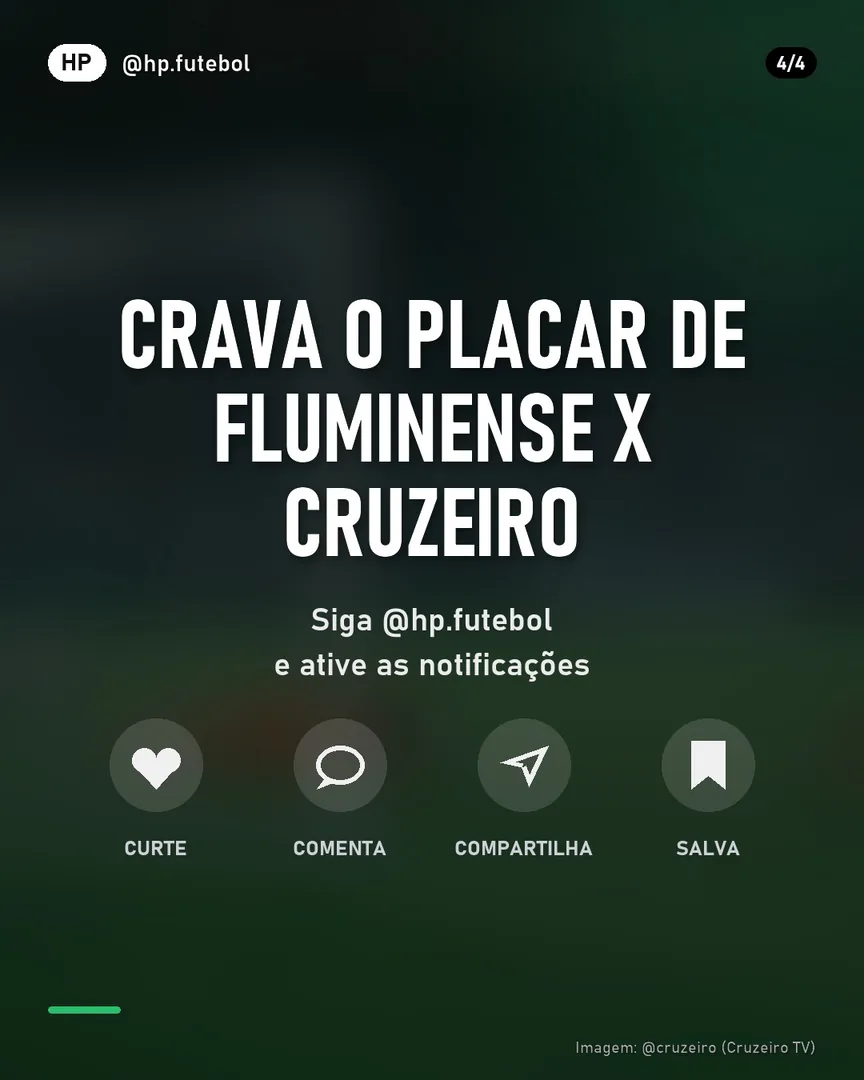 HP @hp.futebol 4/4
CRAVA O PLACAR DE
FLUMINENSE X
CRUZEIRO
Siga @hp.futebol
e ative as notificações
CURTE COMENTA COMPARTILHA SALVA
Imagem: @cruzeiro (Cruzeiro TV)